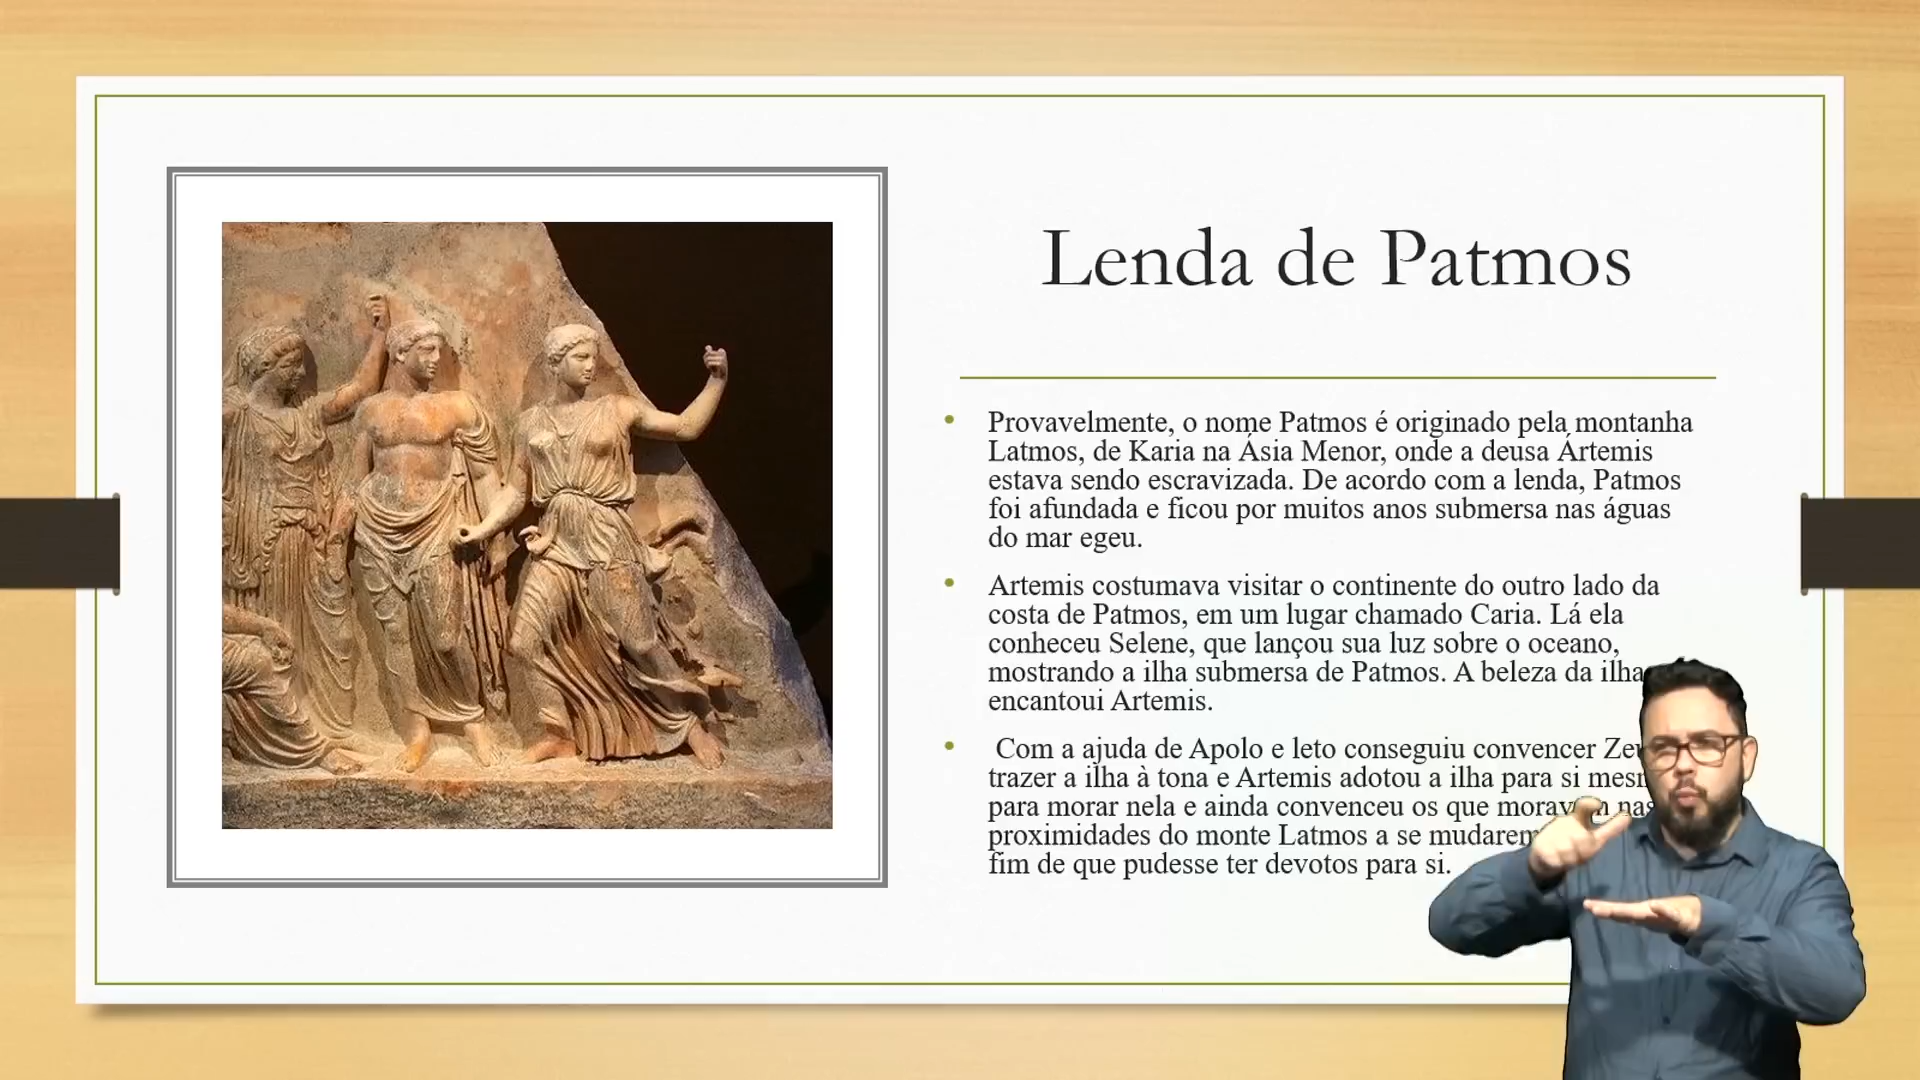 Lenda de Patmos
Provavelmente, o nome Patmos é originado pela montanha
Latmos, de Karia na Ásia Menor, onde a deusa Ártemis
estava sendo escravizada. De acordo com a lenda, Patmos
foi afundada e ficou por muitos anos submersa nas águas
do mar egeu.
Artemis costumava visitar o continente do outro lado da
costa de Patmos, em um lugar chamado Caria. Lá ela
conheceu Selene, que lançou sua luz sobre o oceano,
mostrando a ilha submersa de Patmos. A beleza da ilha
encantoui Artemis.
Com a ajuda de Apolo e leto conseguiu convencer
trazer a ilha à tona e Artemis adotou a ilha para si
para morar nela e ainda convenceu os que nas
proximidades do monte Latmos a se mudarem
fim de que pudesse ter devotos para si.